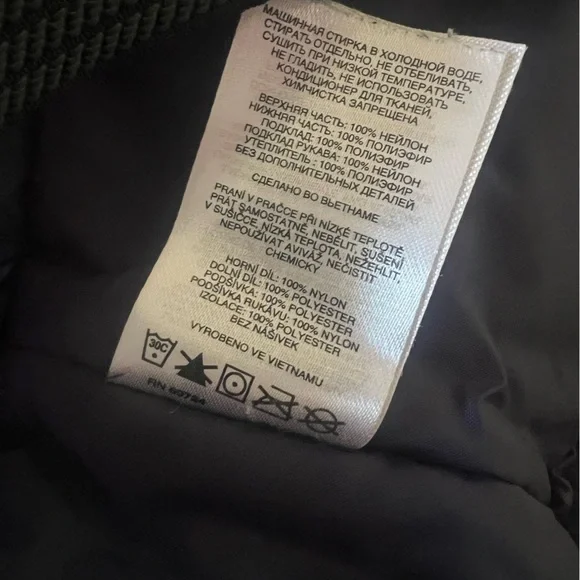 МАШИННАЯ СТИРКА В ХОЛОДНОЙ ВОДЕ,
СТИРАТЬ ОТДЕЛЬНО, НЕ ОТБЕЛИВАТЬ,
СУШИТЬ ПРИ НИЗКОЙ ТЕМПЕРАТУРЕ,
НЕ ГЛАДИТЬ, НЕ ИСПОЛЬЗОВАТЬ
КОНДИЦИОНЕР ДЛЯ ТКАНЕЙ,
ХИМЧИСТКА ЗАПРЕЩЕНА
ВЕРХНЯЯ ЧАСТЬ: 100% НЕЙЛОН
НИЖНЯЯ ЧАСТЬ: 100% ПОЛИЭФИР
ПОДКЛАД: 100% ПОЛИЭФИР
ПОДКЛАД РУКАВА: 100% НЕЙЛОН
УТЕПЛИТЕЛЬ : 100% ПОЛИЭФИР
БЕЗ ДОПОЛНИТЕЛЬНЫХ ДЕТАЛЕЙ
СДЕЛАНО ВО ВЬЕТНАМЕ
PRANÍ V PRAČCE PŘI NÍZKÉ TEPLOTĚ,
PRÁT SAMOSTATNĚ, NEBĚLIT, SUŠENÍ
V SUŠIČCE, NÍZKÁ TEPLOTA, NEŽEHLIT,
NEPOUŽÍVAT AVIVÁŽ, NEČISTIT
CHEMICKY
HORNÍ DÍL: 100% NYLON
DOLNÍ DÍL: 100% POLYESTER
PODŠÍVKA: 100% POLYESTER
PODŠÍVKA RUKÁVU: 100% NYLON
IZOLACE: 100% POLYESTER
BEZ NÁŠIVEK
VYROBENO VE VIETNAMU
30C
RN